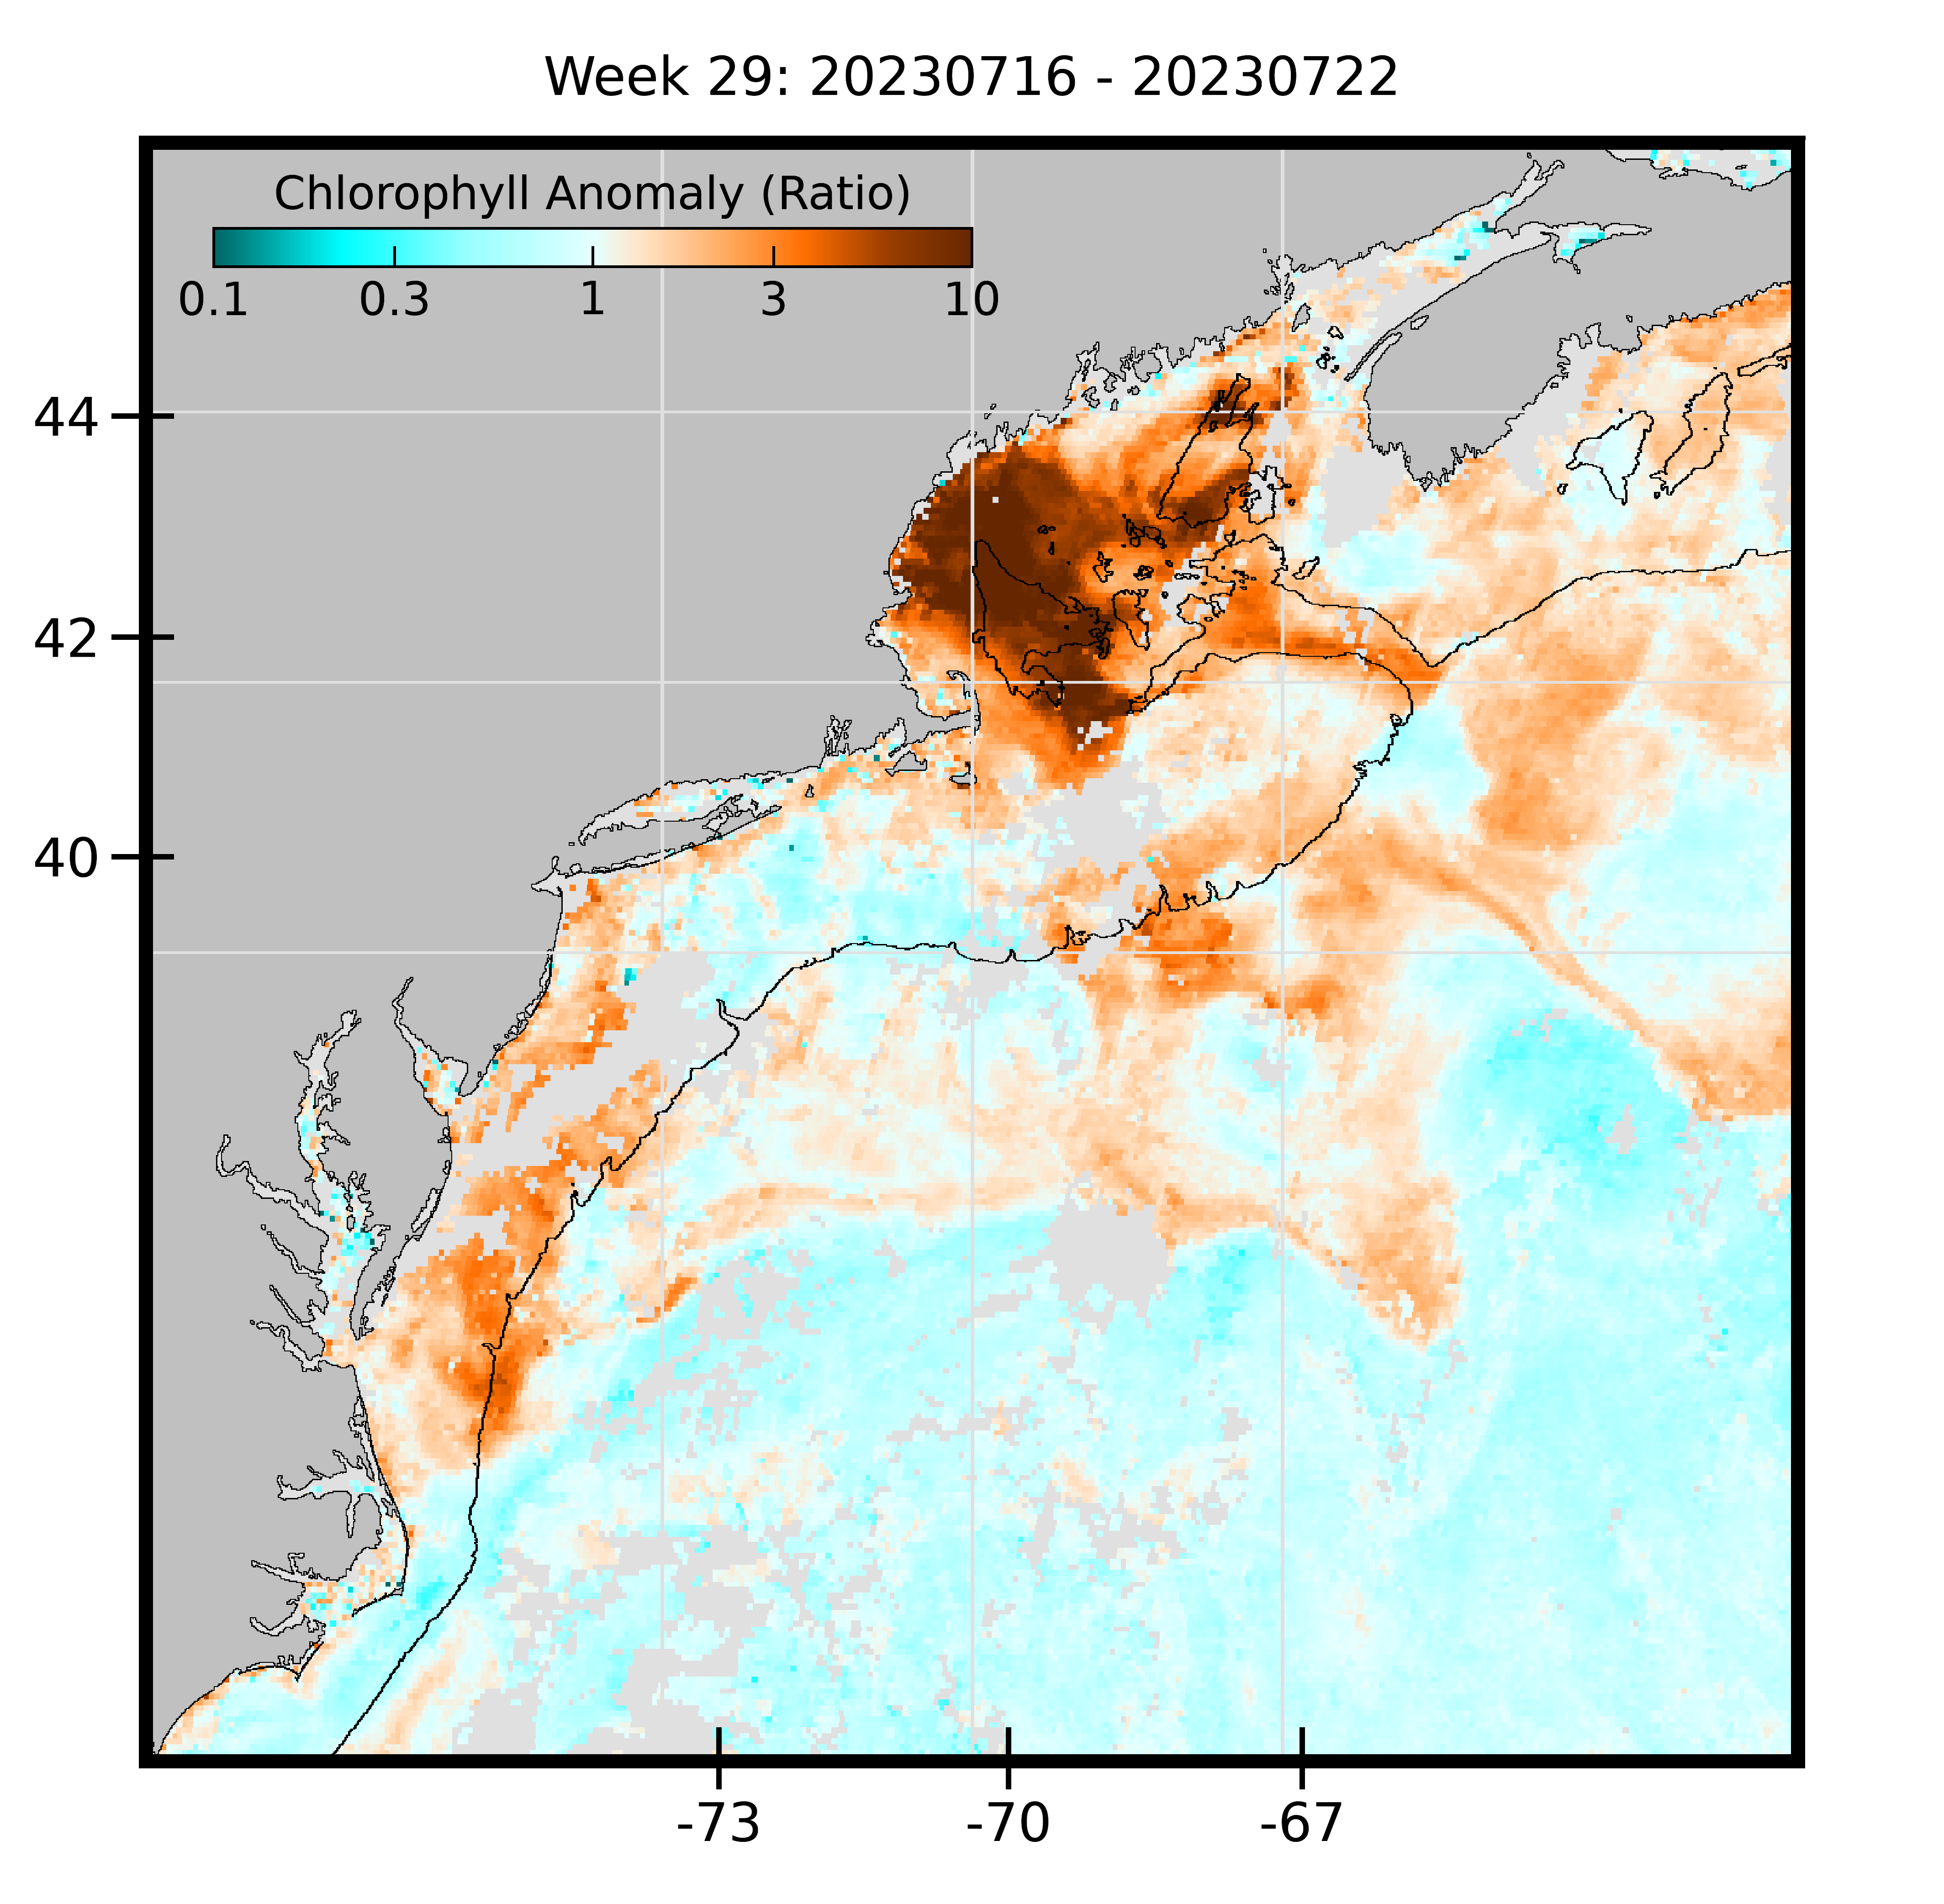 Week 29: 20230716 - 20230722
Chlorophyll Anomaly (Ratio)
0.1 0.3 1 3 10
44
42
40
-73 -70 -67